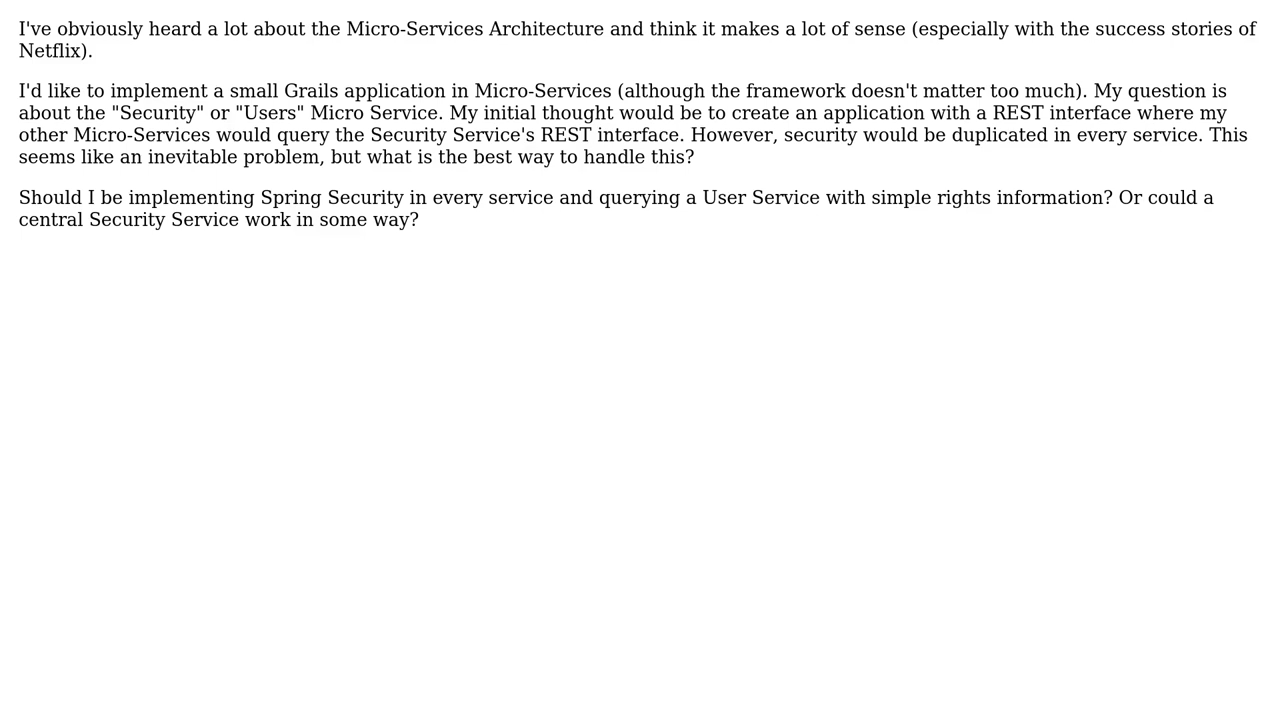 I've obviously heard a lot about the Micro-Services Architecture and think it makes a lot of sense (especially with the success stories of
Netflix).
I'd like to implement a small Grails application in Micro-Services (although the framework doesn't matter too much). My question is
about the "Security" or "Users" Micro Service. My initial thought would be to create an application with a REST interface where my
other Micro-Services would query the Security Service's REST interface. However, security would be duplicated in every service. This
seems like an inevitable problem, but what is the best way to handle this?
Should I be implementing Spring Security in every service and querying a User Service with simple rights information? Or could a
central Security Service work in some way?